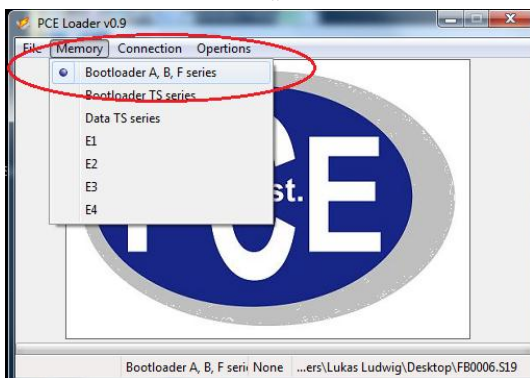 PCE Loader v0.9
File Memory Connection Opertions
Bootloader A, B, F series
Bootloader TS series
Data TS series
E1
E2
E3
E4
st.
CE
Bootloader A, B, F seri None ...ers\Lukas Ludwig\Desktop\FB0006.S19